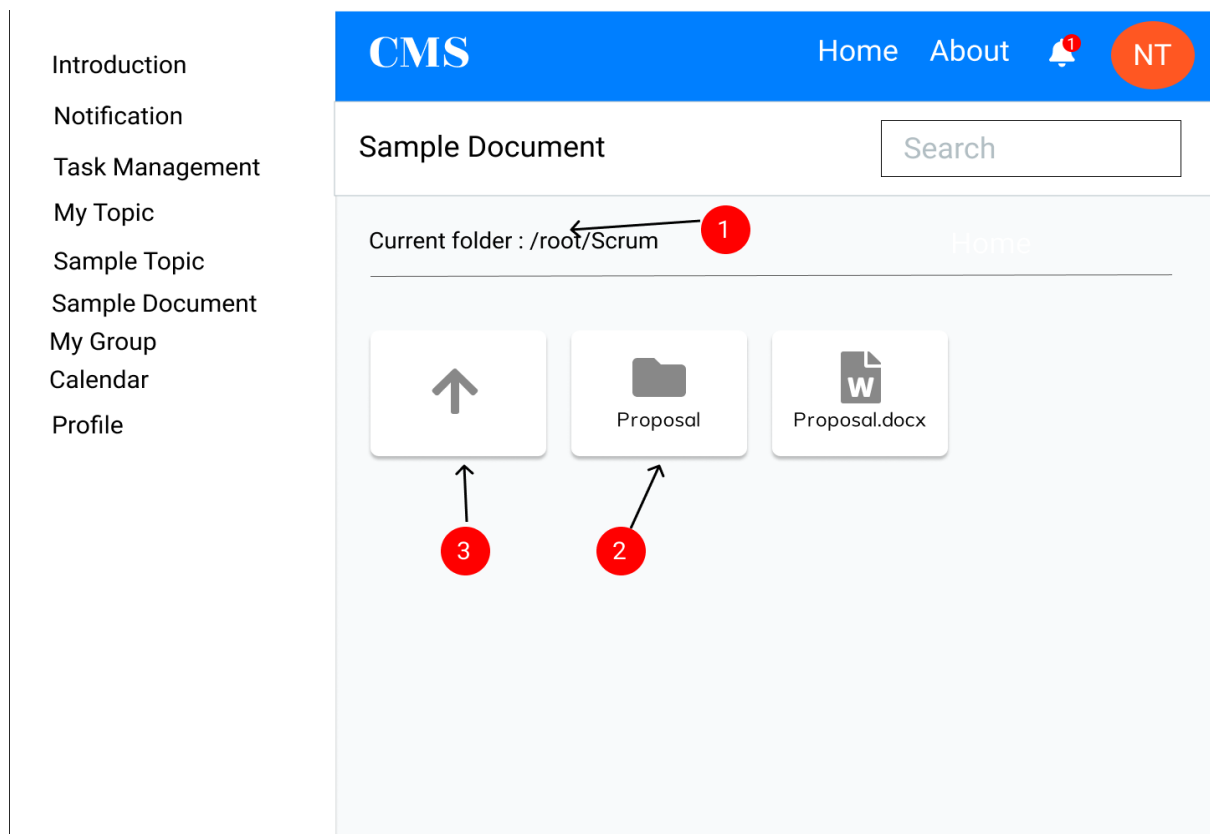 Introduction
Notification
Task Management
My Topic
Sample Topic
Sample Document
My Group
Calendar
Profile
CMS
Home About 1 NT
Sample Document
Search
Current folder : /root/Scrum
1
Home
Proposal
W
Proposal.docx
3
2